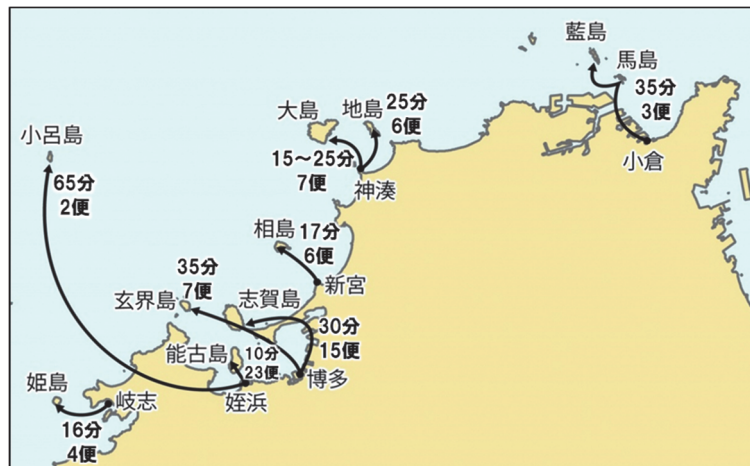 藍島
馬島
35分
3便
小倉
大島
地島
25分
6便
15～25分
7便
神湊
小呂島
65分
2便
相島
17分
6便
新宮
35分
7便
玄界島
志賀島
30分
15便
能古島
10分
23便
博多
姪浜
姫島
岐志
16分
4便